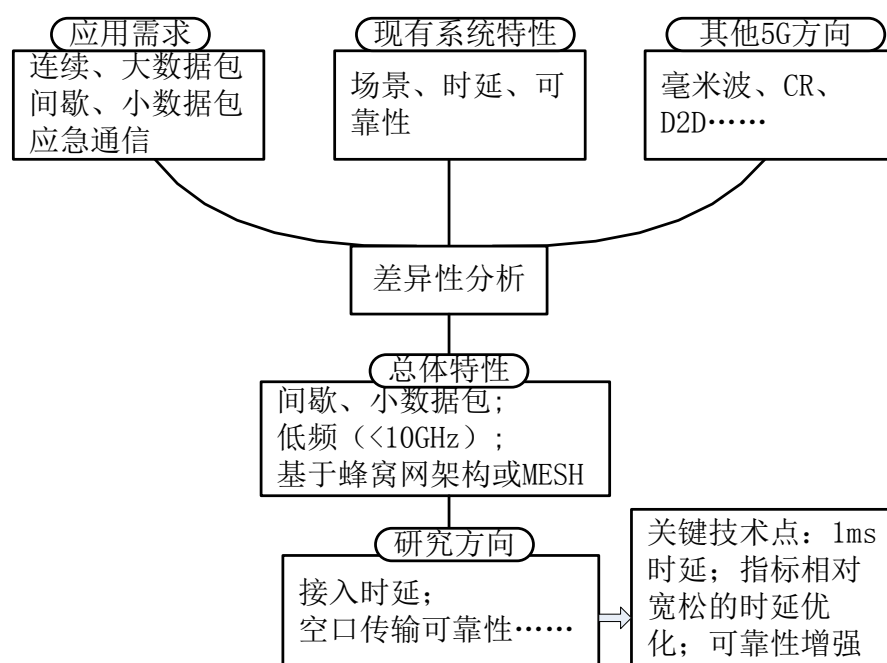 应用需求
连续、大数据包
间歇、小数据包
应急通信
现有系统特性
场景、时延、可
靠性
其他5G方向
毫米波、CR、
D2D……
差异性分析
总体特性
间歇、小数据包;
低频（<10GHz）;
基于蜂窝网架构或MESH
研究方向
接入时延;
空口传输可靠性……
关键技术点：1ms
时延；指标相对
宽松的时延优
化；可靠性增强